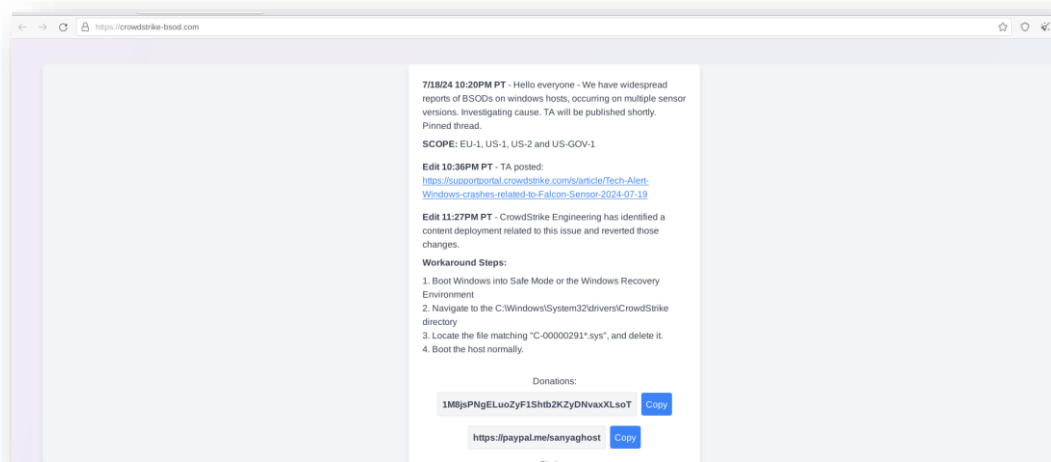 https://crowdstrike-bsod.com
7/18/24 10:20PM PT - Hello everyone - We have widespread
reports of BSODs on windows hosts, occurring on multiple sensor
versions. Investigating cause. TA will be published shortly.
Pinned thread.
SCOPE: EU-1, US-1, US-2 and US-GOV-1
Edit 10:36PM PT - TA posted:
https://supportportal.crowdstrike.com/s/article/Tech-Alert-
Windows-crashes-related-to-Falcon-Sensor-2024-07-19
Edit 11:27PM PT - CrowdStrike Engineering has identified a
content deployment related to this issue and reverted those
changes.
Workaround Steps:
1. Boot Windows into Safe Mode or the Windows Recovery
Environment
2. Navigate to the C:\Windows\System32\drivers\CrowdStrike
directory
3. Locate the file matching "C-00000291*.sys", and delete it.
4. Boot the host normally.
Donations:
1M8jsPNgELuoZyF1Shtb2KZyDNvaxXLsoT Copy
https://paypal.me/sanyaghost Copy